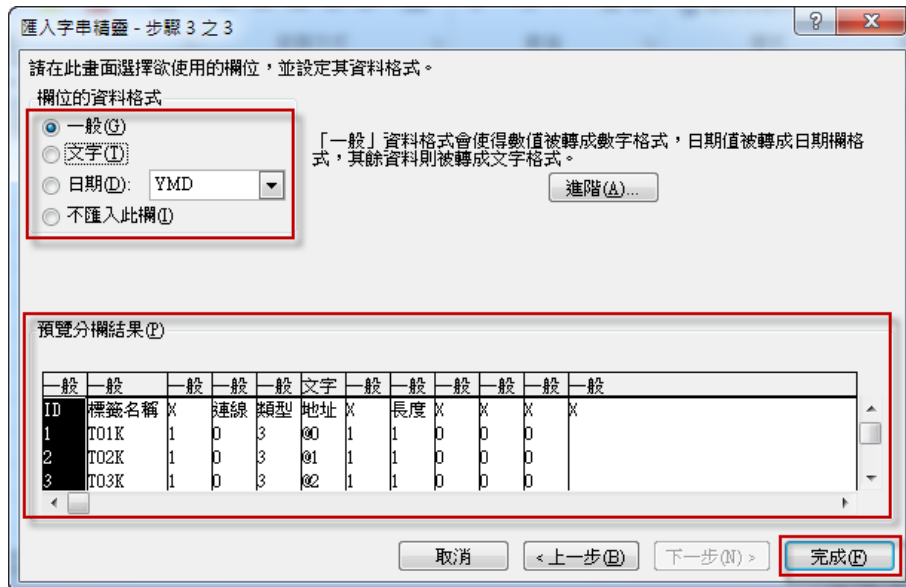 匯入字串精靈 - 步驟 3 之 3
請在此畫面選擇欲使用的欄位，並設定其資料格式。
欄位的資料格式
一般(G)
文字(T)
日期(D): YMD
不匯入此欄(I)
「一般」資料格式會使得數值被轉成數字格式，日期值被轉成日期欄格
式，其餘資料則被轉成文字格式。
進階(A)...
預覽分欄結果(P)
一般 一般 一般 一般 一般 文字 一般 一般 一般 一般 一般 一般
ID 標籤名稱 X 連線 類型 地址 X 長度 X X X X
1 T01K 1 0 3 @0 1 1 0 0 0
2 T02K 1 0 3 @1 1 1 0 0 0
3 T03K 1 0 3 @2 1 1 0 0 0
取消 <上一步(B) 下一步(N) > 完成(F)